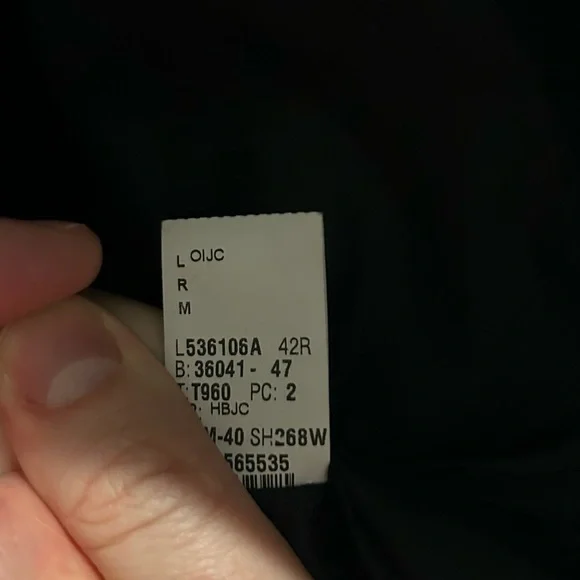 L OIJC
R
M
L536106A 42R
B: 36041- 47
T:T960 PC: 2
: HBJC
M-40 SH268W
565535